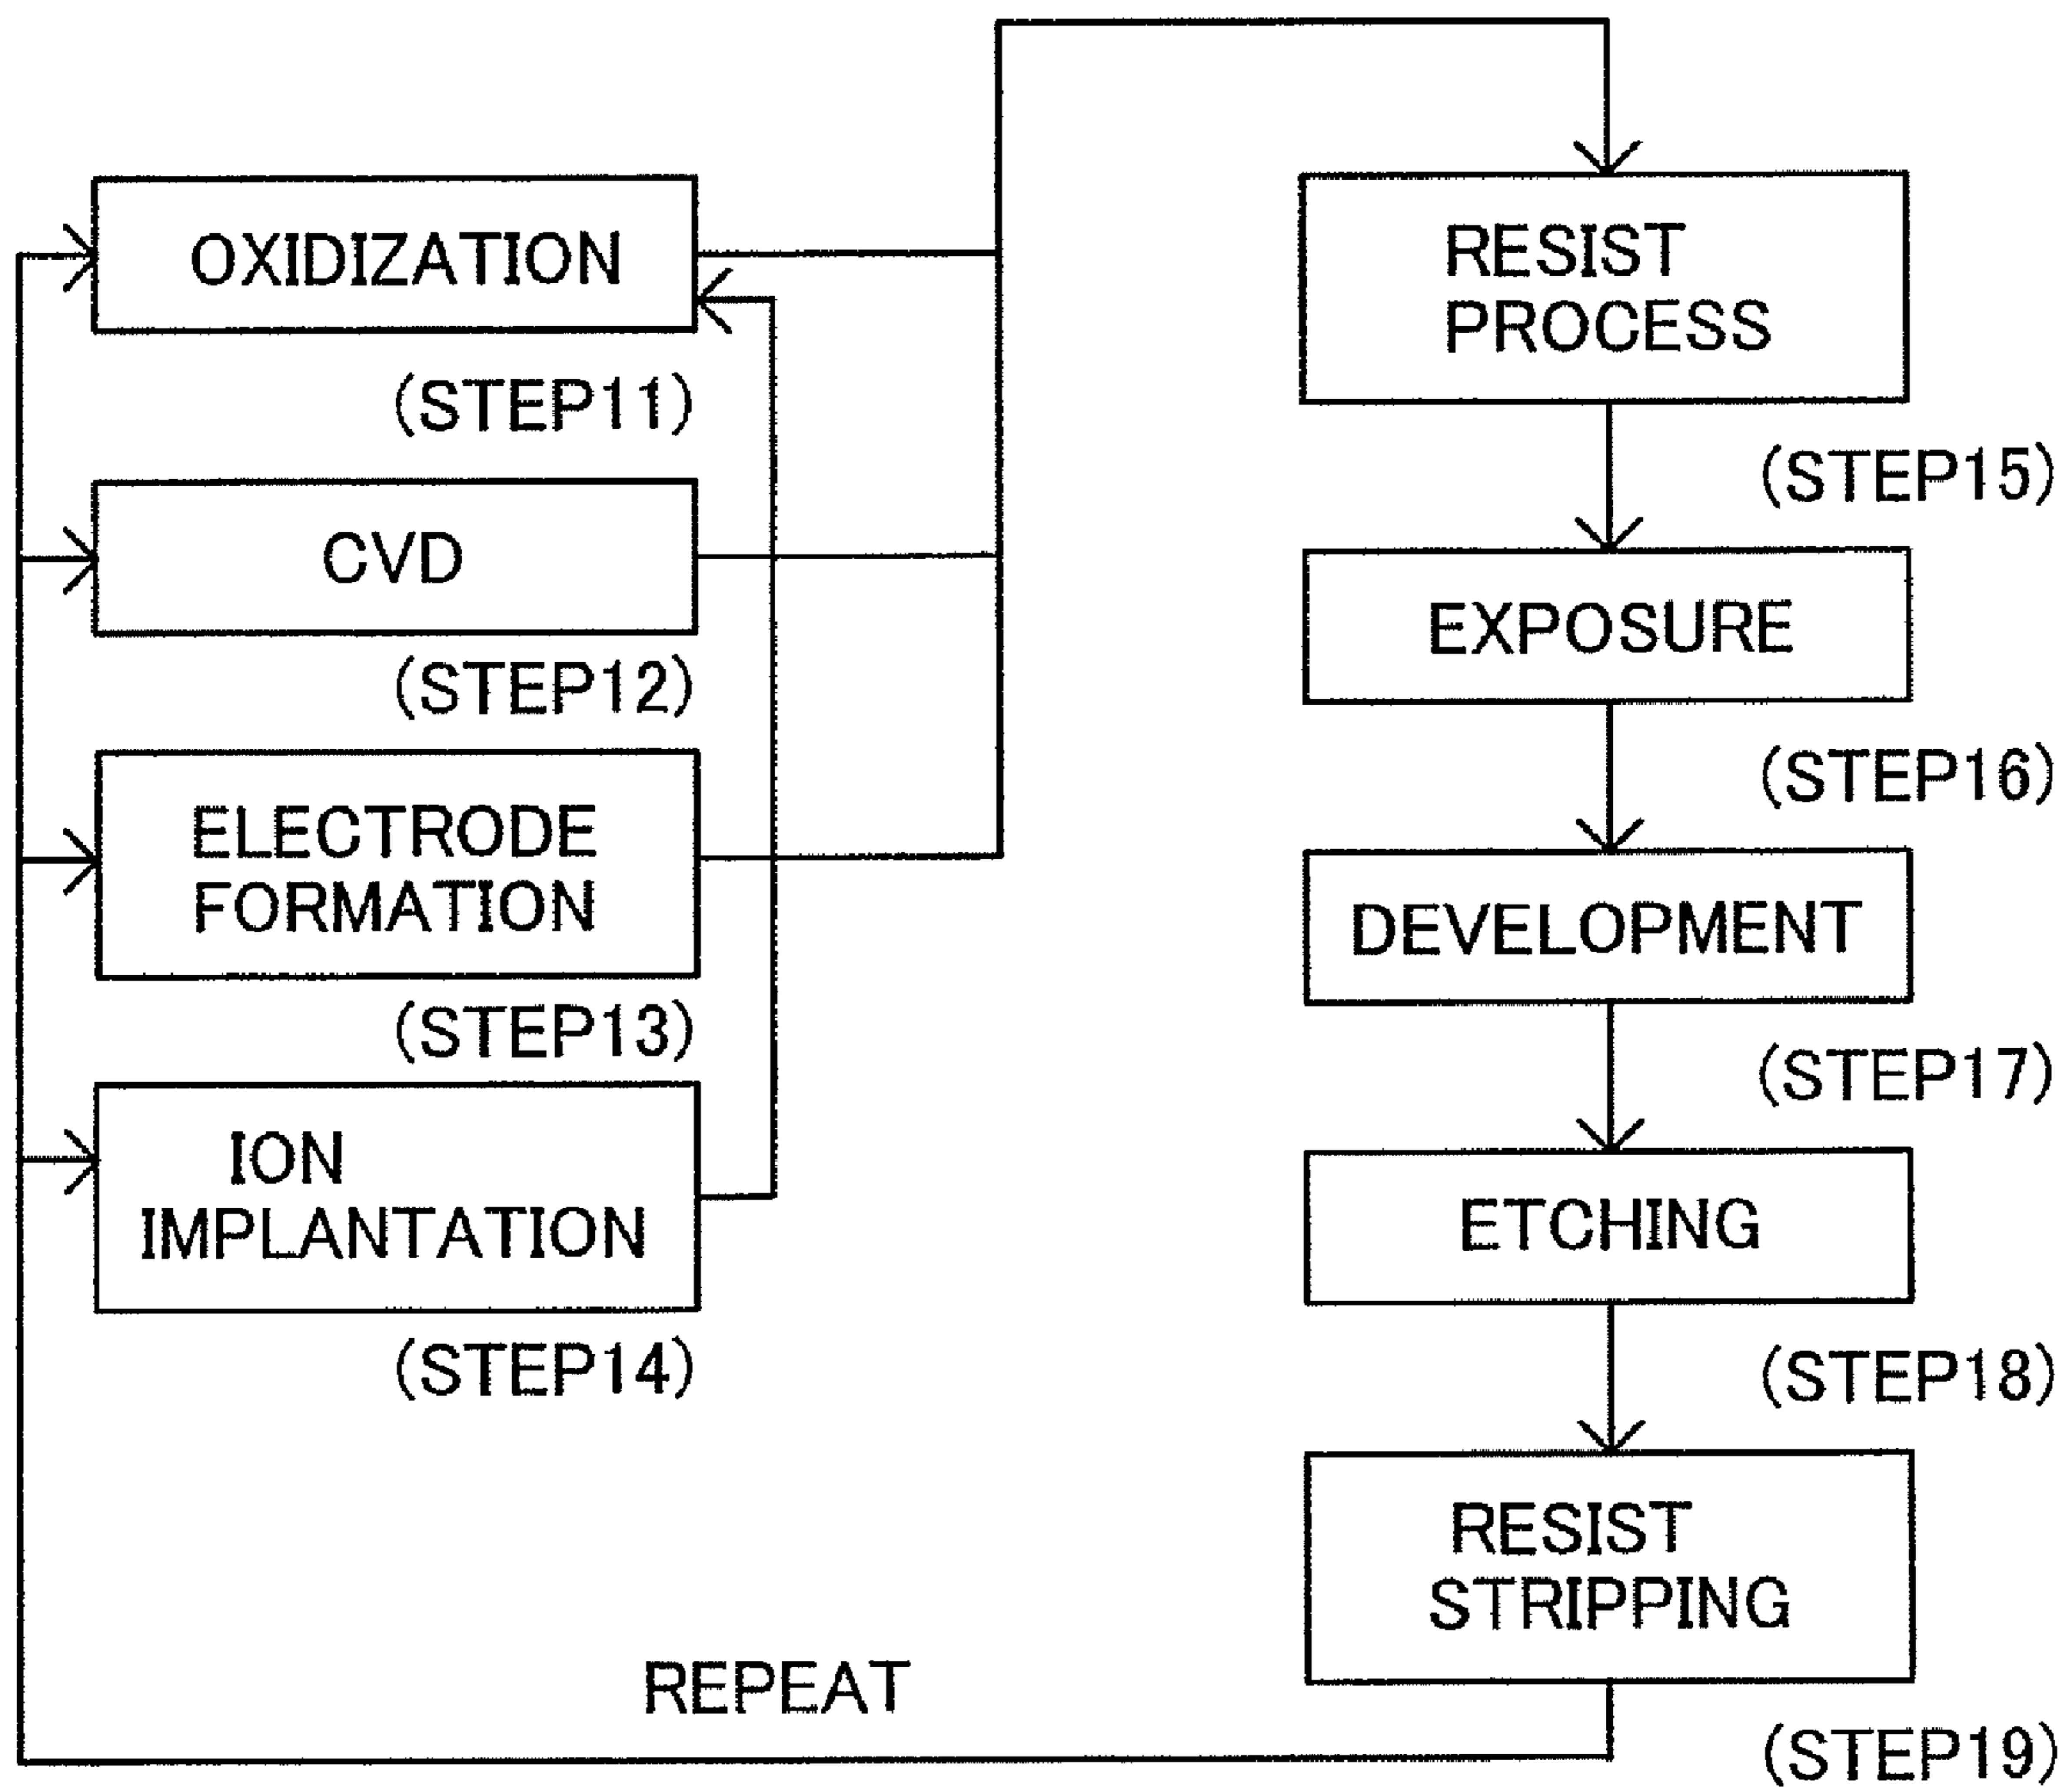 OXIDIZATION
(STEP11)
CVD
(STEP12)
ELECTRODE
FORMATION
(STEP13)
ION
IMPLANTATION
(STEP14)
RESIST
PROCESS
(STEP15)
EXPOSURE
(STEP16)
DEVELOPMENT
(STEP17)
ETCHING
(STEP18)
RESIST
STRIPPING
(STEP19)
REPEAT